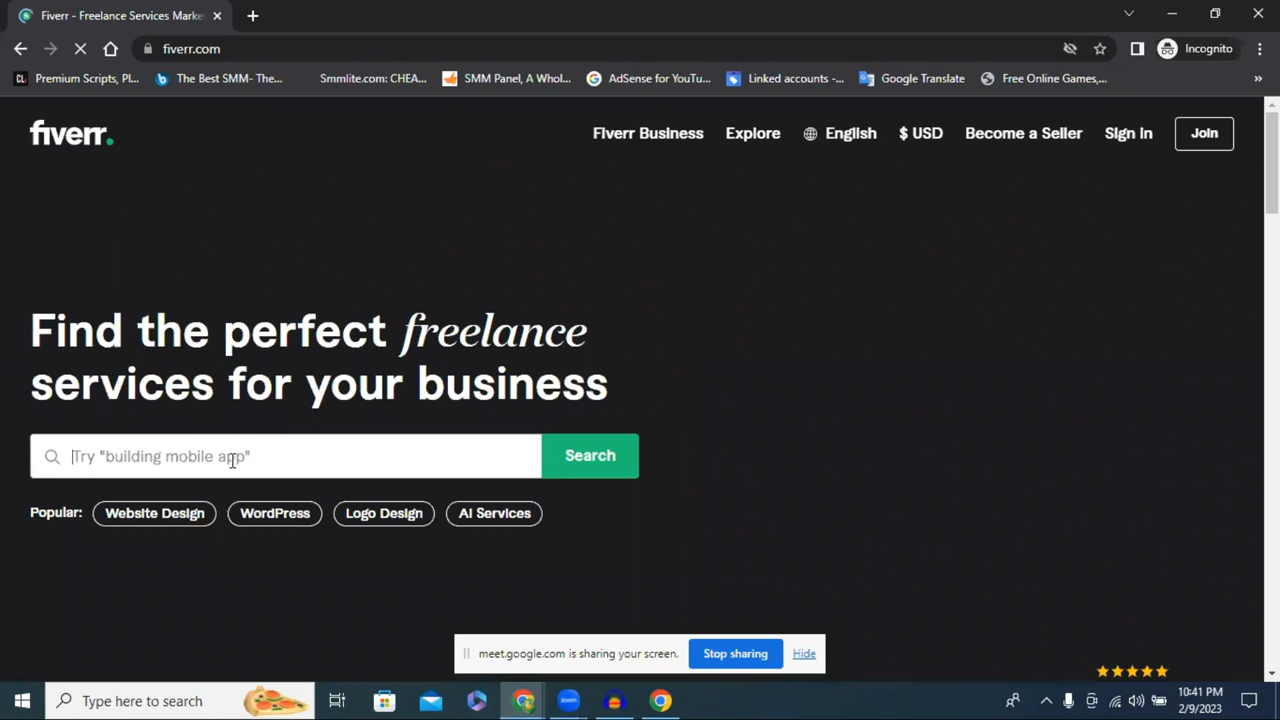 Fiverr - Freelance Services Marke
fiverr.com
Incognito
Premium Scripts, Pl...
The Best SMM- The...
Smmlite.com: CHEA...
SMM Panel, A Whol...
AdSense for YouTu...
Linked accounts -...
Google Translate
Free Online Games,...
»
fiverr.
Fiverr Business
Explore
English
$ USD
Become a Seller
Sign In
Join
Find the perfect freelance
services for your business
Try "building mobile app"
Search
Popular:
Website Design
WordPress
Logo Design
AI Services
meet.google.com is sharing your screen.
Stop sharing
Hide
Type here to search
zoom
10:41 PM
2/9/2023